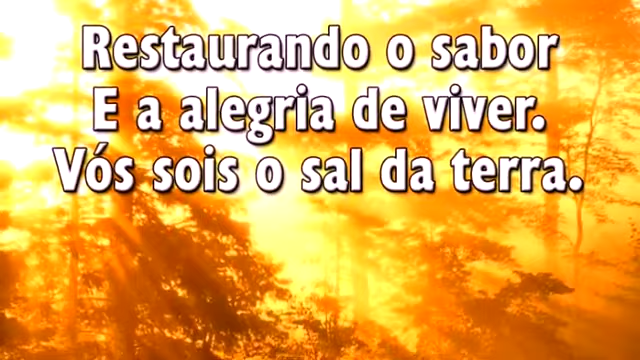 Restaurando o sabor
E a alegria de viver.
Vós sois o sal da terra.